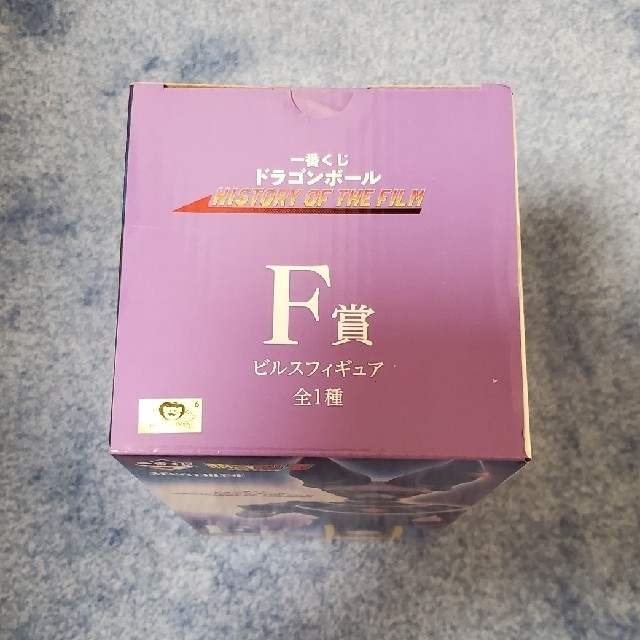 一番くじ
ドラゴンボール
HISTORY OF THE FILM
F賞
ビルスフィギュア
全1種
6